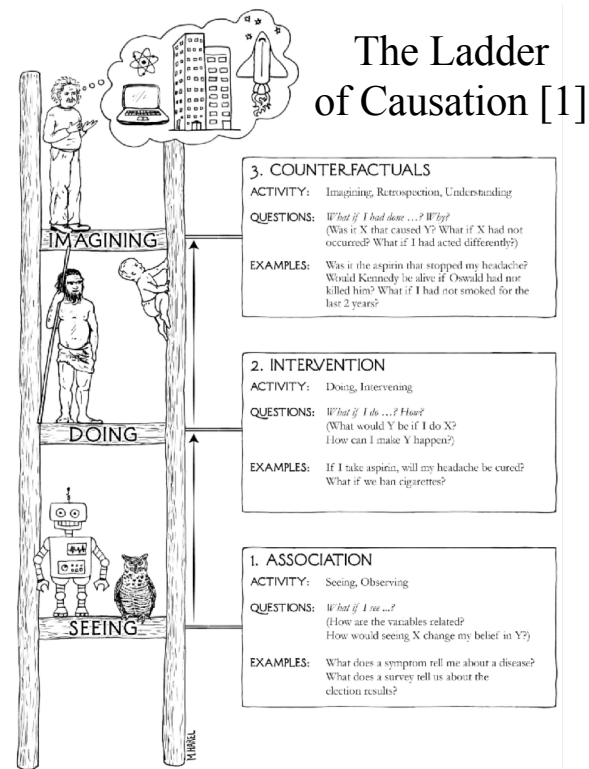 The Ladder
of Causation [1]
3. COUNTERFACTUALS
ACTIVITY: Imagining, Retrospection, Understanding
QUESTIONS: What if I had done …? Why?
(Was it X that caused Y? What if X had not
occurred? What if I had acted differently?)
EXAMPLES: Was it the aspirin that stopped my headache?
Would Kennedy be alive if Oswald had not
killed him? What if I had not smoked for the
last 2 years?
IMAGINING
2. INTERVENTION
ACTIVITY: Doing, Intervening
QUESTIONS: What if I do …? How?
(What would Y be if I do X?
How can I make Y happen?)
EXAMPLES: If I take aspirin, will my headache be cured?
What if we ban cigarettes?
DOING
1. ASSOCIATION
ACTIVITY: Seeing, Observing
QUESTIONS: What if I see ...?
(How are the variables related?
How would seeing X change my belief in Y?)
EXAMPLES: What does a symptom tell me about a disease?
What does a survey tell us about the
election results?
SEEING
M.HAREL